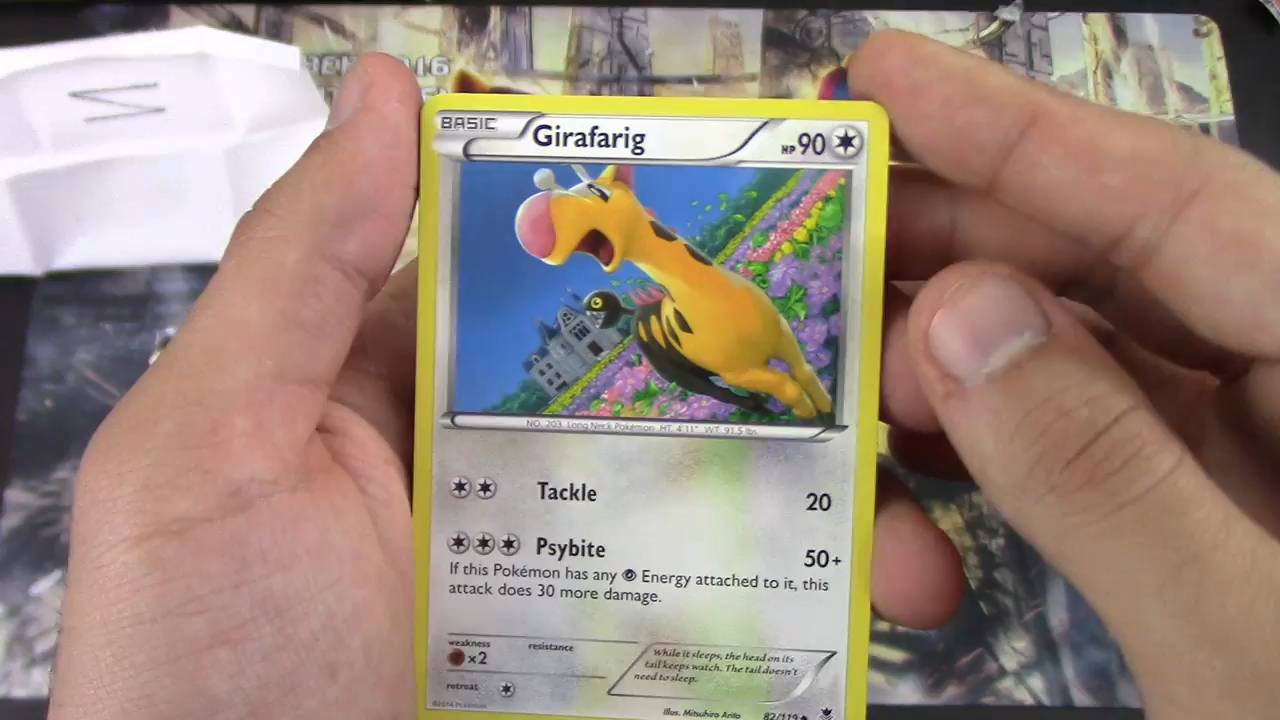 16
M
BASIC Girafarig HP 90
NO. 203 Long Neck Pokémon HT. 4'11" WT. 91.5 lbs.
Tackle 20
Psybite 50+
If this Pokémon has any Energy attached to it, this
attack does 30 more damage.
weakness resistance
×2
While it sleeps, the head on its
tail keeps watch. The tail doesn't
need to sleep.
retreat
©2014 Pokémon
Illus. Mitsuhiro Arita 82/119